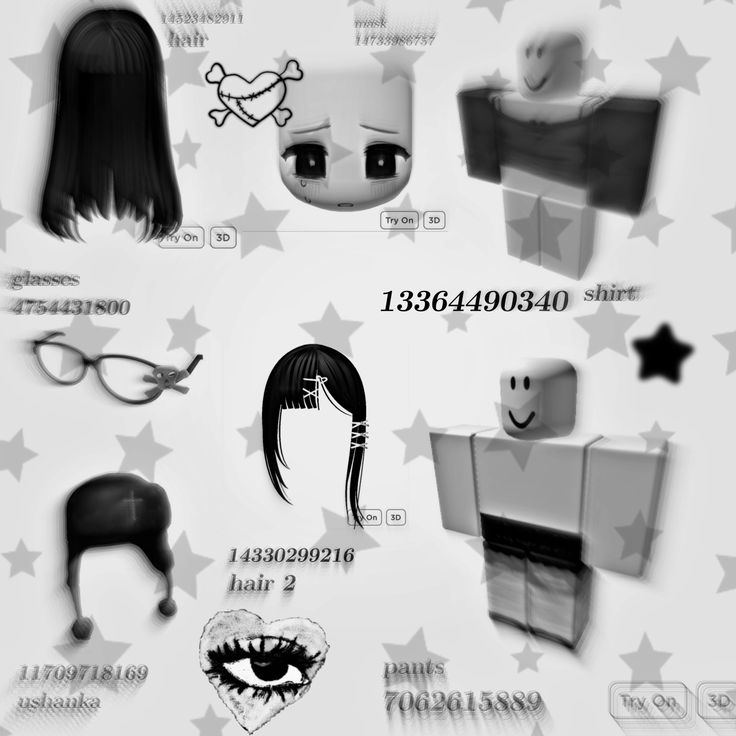 14523482911
hair
mask
14733986757
Try On
3D
Try On
3D
glasses
4754431800
13364490340
shirt
Try On
3D
14330299216
hair 2
11709718169
ushanka
pants
7062615889
Try On
3D